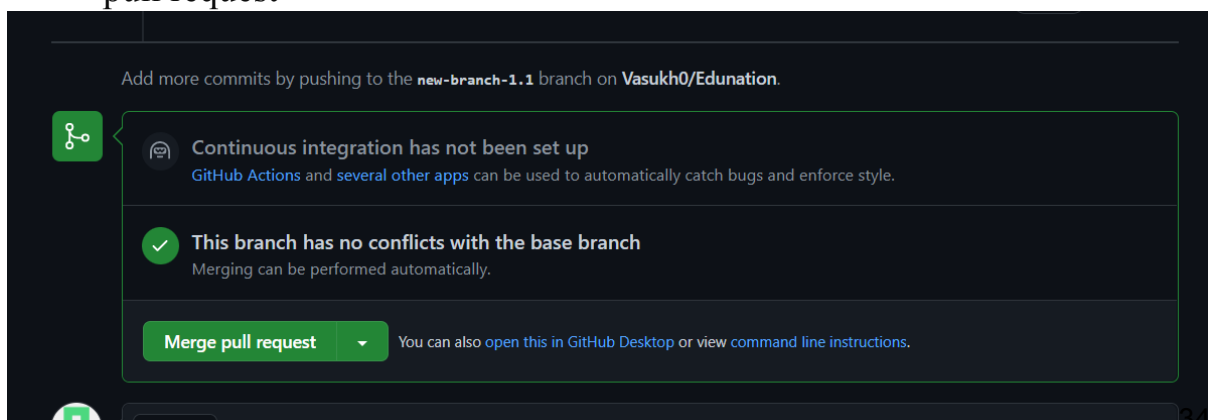 pull request
Add more commits by pushing to the new-branch-1.1 branch on Vasukh0/Edunation.
Continuous integration has not been set up
GitHub Actions and several other apps can be used to automatically catch bugs and enforce style.
This branch has no conflicts with the base branch
Merging can be performed automatically.
Merge pull request
You can also open this in GitHub Desktop or view command line instructions.
34